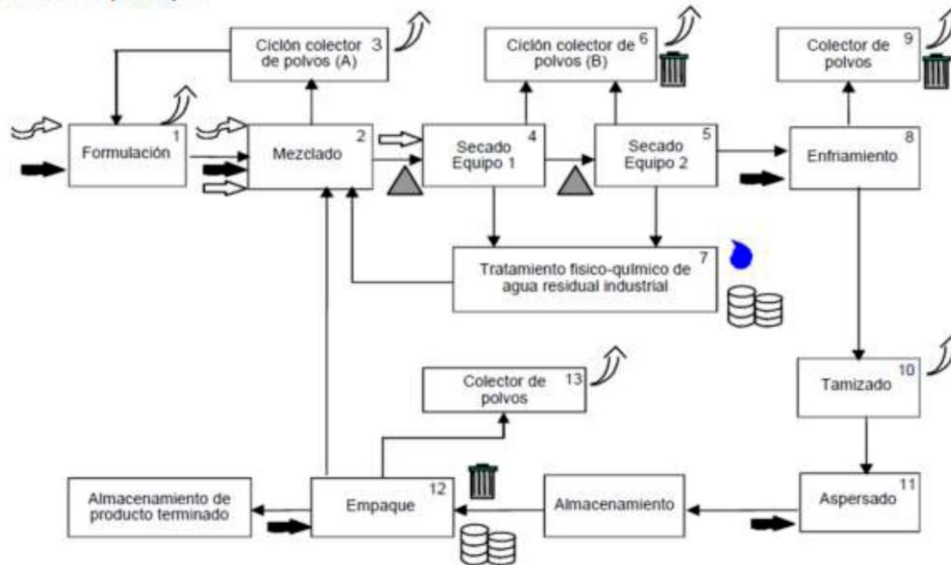 3
Ciclón colector
de polvos (A)
6
Ciclón colector de
polvos (B)
9
Colector de
polvos
1
Formulación
2
Mezclado
4
Secado
Equipo 1
5
Secado
Equipo 2
8
Enfriamiento
7
Tratamiento fisico-químico de
agua residual industrial
13
Colector de
polvos
10
Tamizado
Almacenamiento de
producto terminado
12
Empaque
Almacenamiento
11
Aspersado